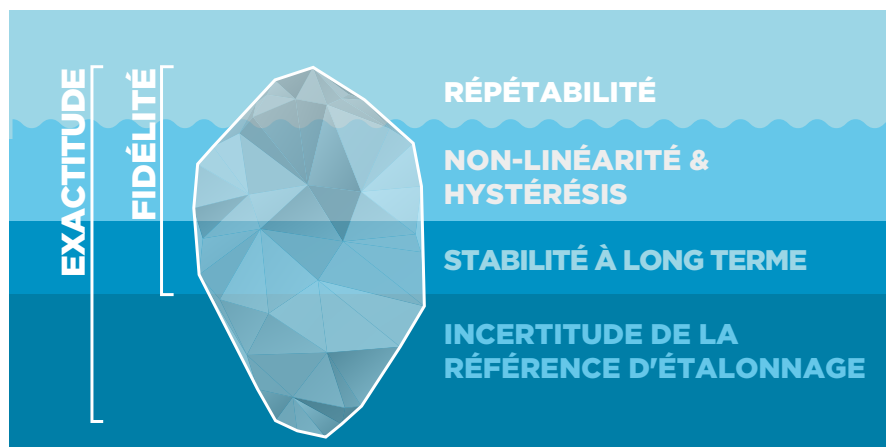 EXACTITUDE
FIDÉLITÉ
RÉPÉTABILITÉ
NON-LINÉARITÉ &
HYSTÉRÉSIS
STABILITÉ À LONG TERME
INCERTITUDE DE LA
RÉFÉRENCE D'ÉTALONNAGE